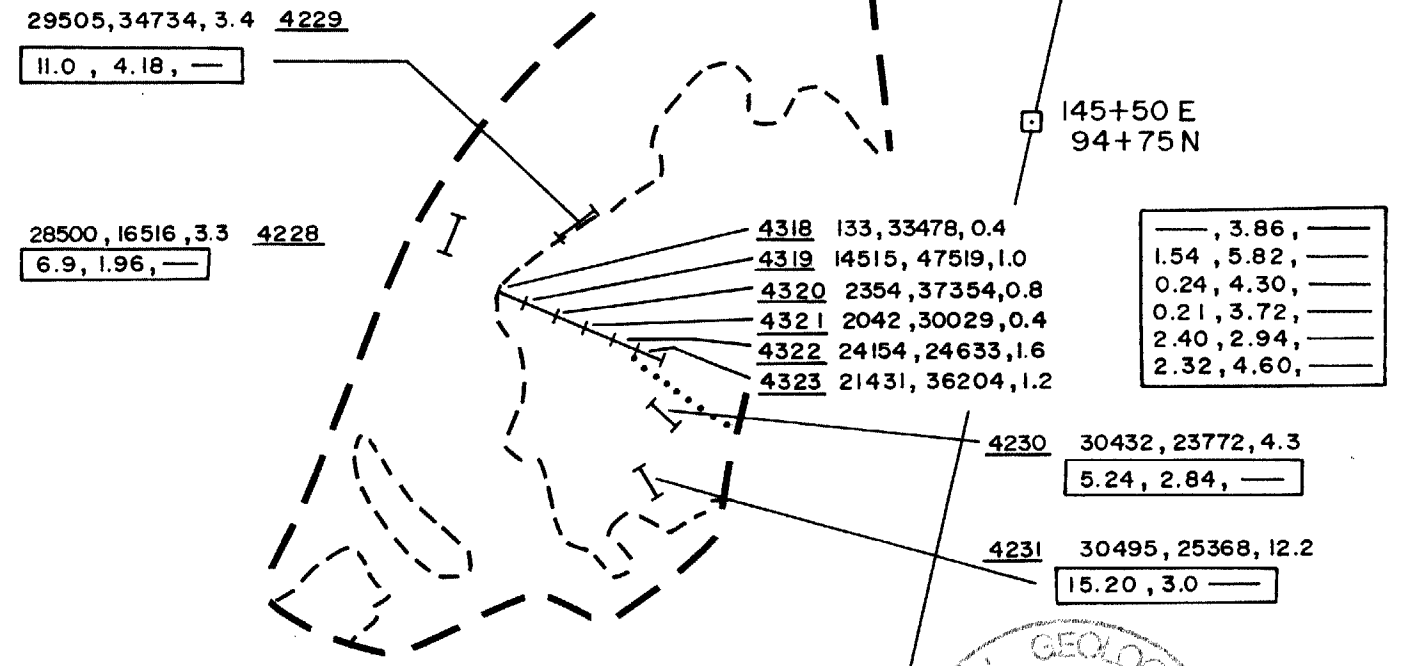 29505,34734,3.4 4229
11.0 , 4.18, —
145+50 E
94+75 N
28500,16516,3.3 4228
6.9, 1.96, —
4318 133,33478,0.4
4319 14515, 47519,1.0
4320 2354,37354,0.8
4321 2042,30029,0.4
4322 24154,24633,1.6
4323 21431, 36204,1.2
—, 3.86, —
1.54 , 5.82, —
0.24, 4.30, —
0.21, 3.72, —
2.40, 2.94, —
2.32, 4.60, —
4230 30432, 23772, 4.3
5.24, 2.84, —
4231 30495, 25368, 12.2
15.20 , 3.0 —